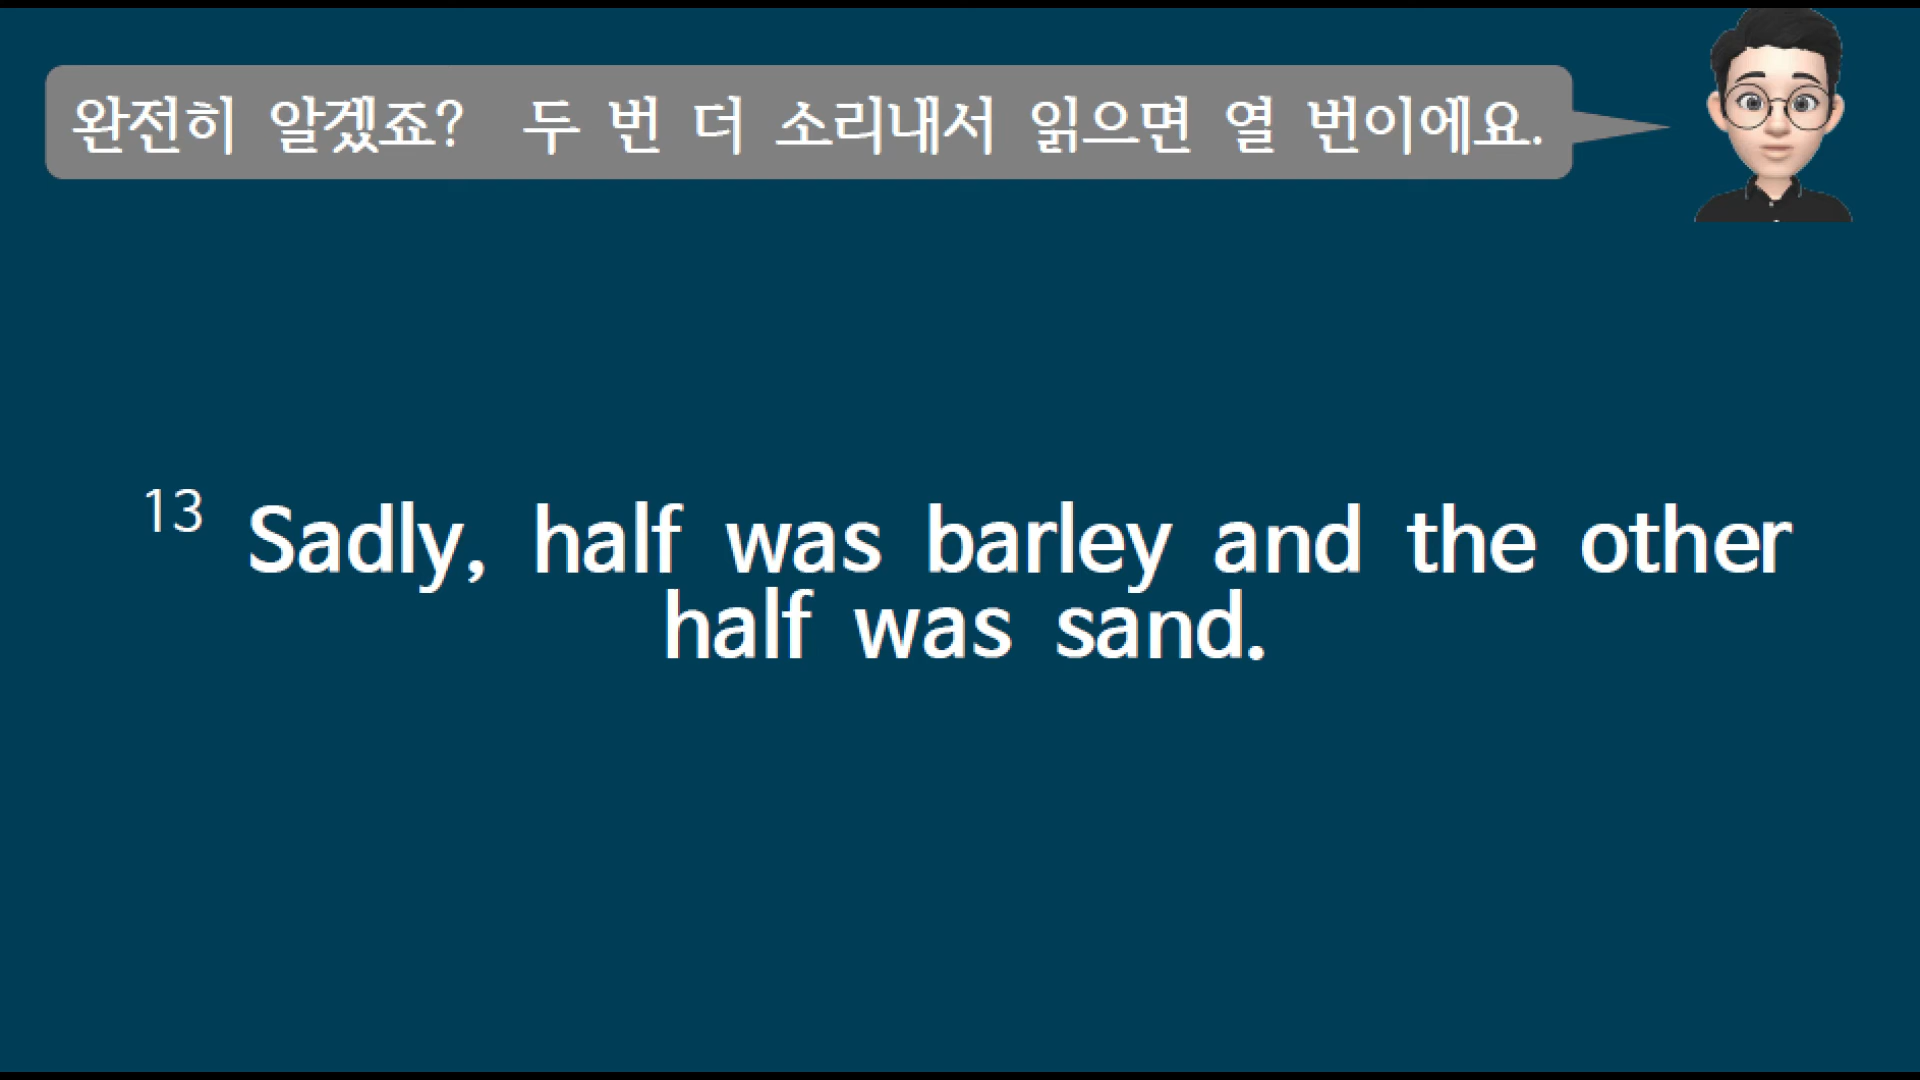 완전히 알겠죠? 두 번 더 소리내서 읽으면 열 번이에요.
13 Sadly, half was barley and the other
half was sand.